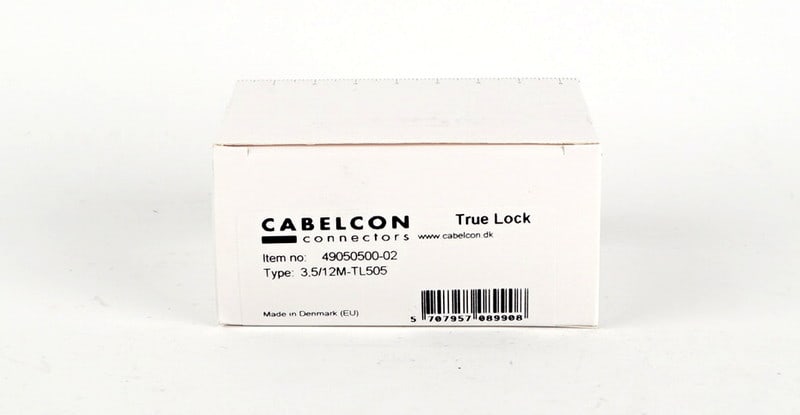 CABELCON True Lock
connectors www.cabelcon.dk
Item no: 49050500-02
Type: 3,5/12M-TL505
Made in Denmark (EU)
5 707957 089908